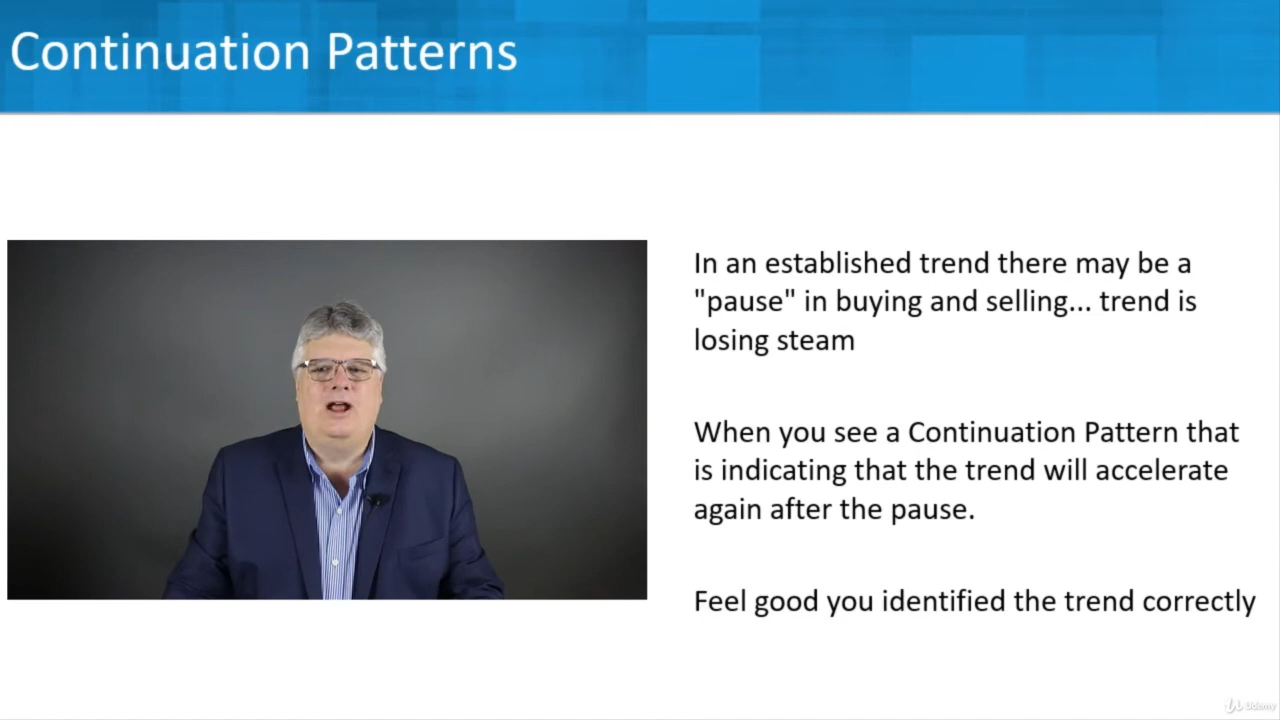 Continuation Patterns
In an established trend there may be a
"pause" in buying and selling... trend is
losing steam
When you see a Continuation Pattern that
is indicating that the trend will accelerate
again after the pause.
Feel good you identified the trend correctly
Udemy